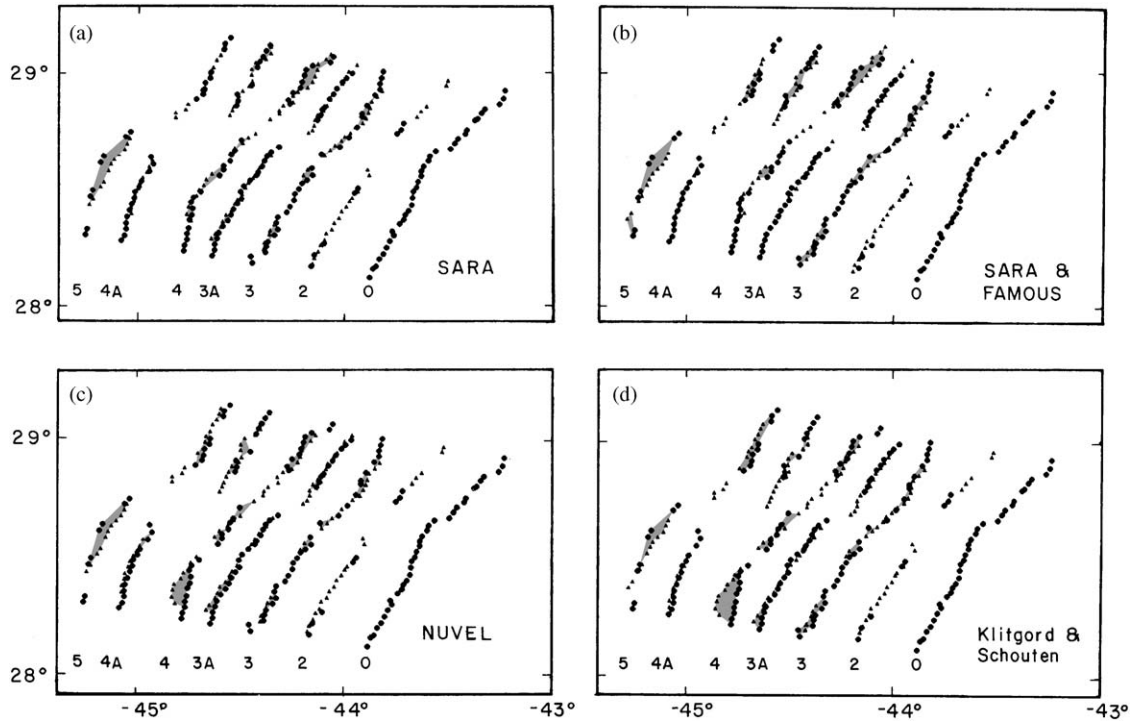 (a)
29°
28°
SARA
5 4A 4 3A 3 2 0
(b)
SARA &
FAMOUS
5 4A 4 3A 3 2 0
(c)
29°
28°
NUVEL
5 4A 4 3A 3 2 0
-45° -44° -43°
(d)
Klitgord &
Schouten
5 4A 4 3A 3 2 0
-45° -44° -43°